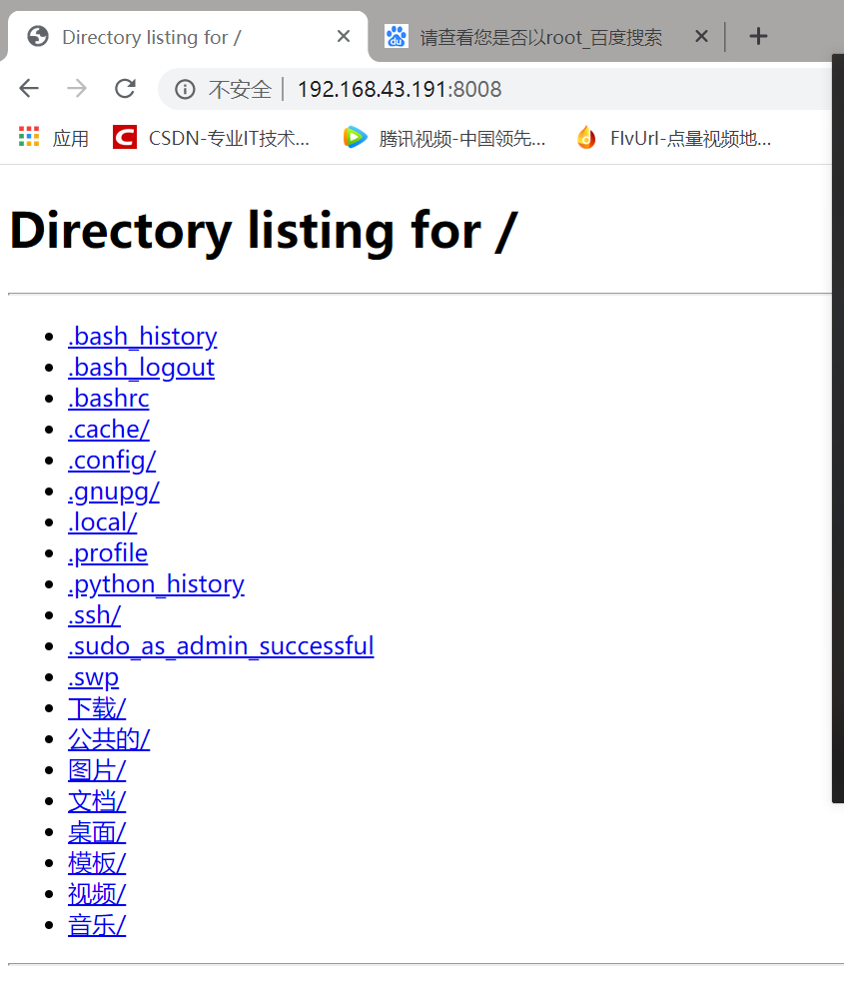 Directory listing for /
请查看您是否以root_百度搜索
不安全 192.168.43.191:8008
应用 CSDN-专业IT技术... 腾讯视频-中国领先... FlvUrl-点量视频地...
Directory listing for /
.bash_history
.bash_logout
.bashrc
.cache/
.config/
.gnupg/
.local/
.profile
.python_history
.ssh/
.sudo_as_admin_successful
.swp
下载/
公共的/
图片/
文档/
桌面/
模板/
视频/
音乐/